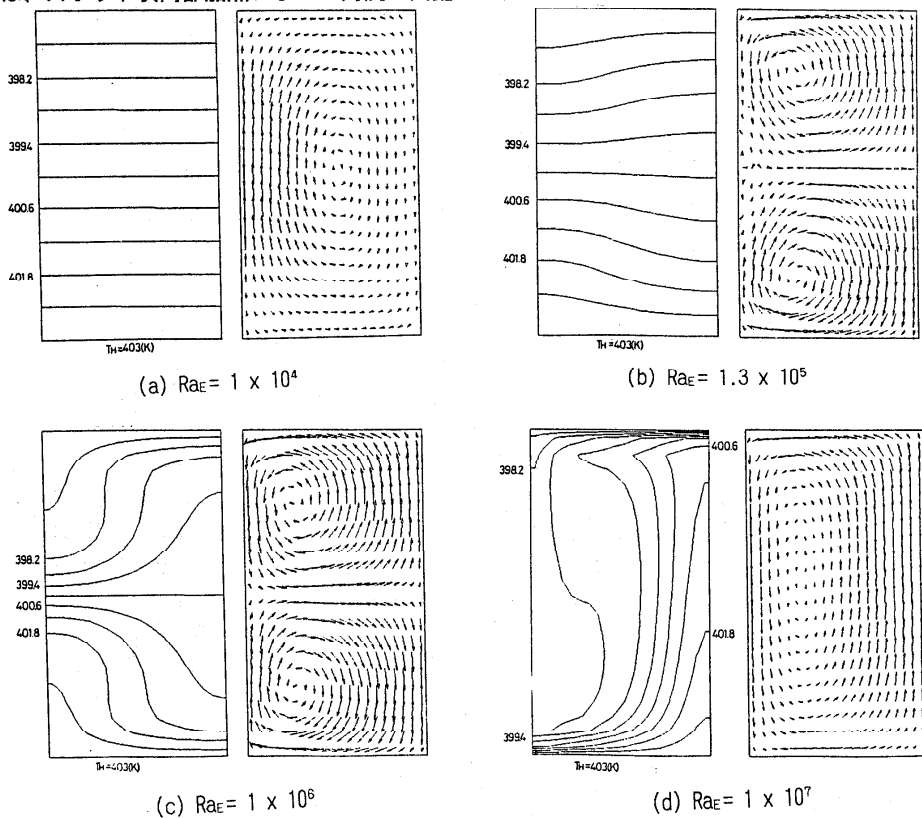 398.2
399.4
400.6
401.8
TH=403(K)
(a) RaE= 1 x 10⁴
398.2
399.4
400.6
401.8
TH=403(K)
(b) RaE= 1.3 x 10⁵
398.2
399.4
400.6
401.8
TH=403(K)
(c) RaE= 1 x 10⁶
398.2
399.4
400.6
401.8
TH=403(K)
(d) RaE= 1 x 10⁷